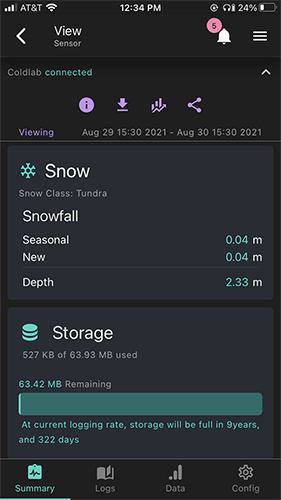 AT&T 12:34 PM 24%
View
Sensor
5
Coldlab connected
Viewing Aug 29 15:30 2021 - Aug 30 15:30 2021
Snow
Snow Class: Tundra
Snowfall
Seasonal 0.04 m
New 0.04 m
Depth 2.33 m
Storage
527 KB of 63.93 MB used
63.42 MB Remaining
At current logging rate, storage will be full in 9years,
and 322 days
Summary Logs Data Config